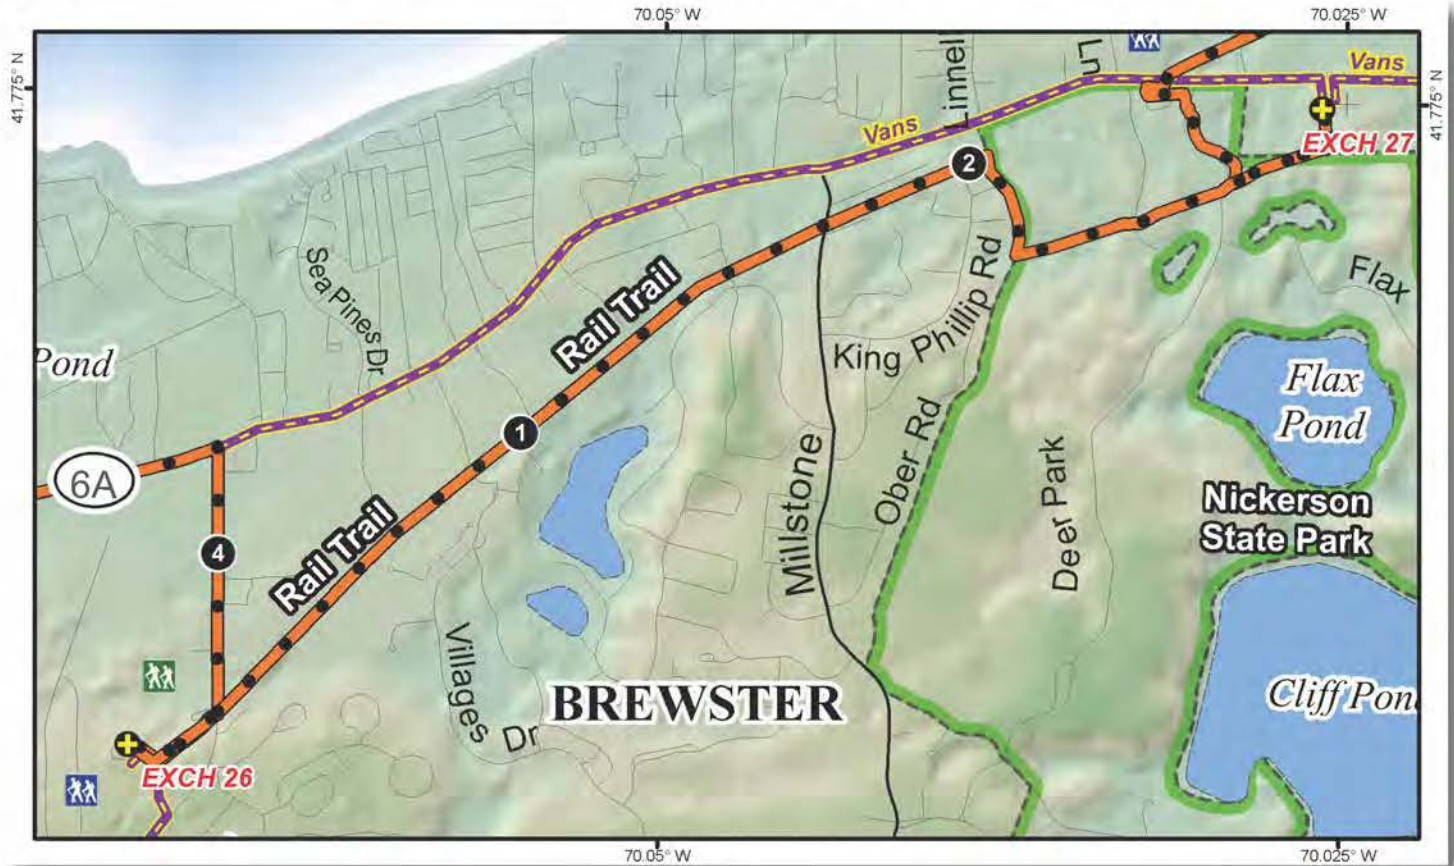 70.05° W
70.025° W
41.775° N
41.775° N
Linnell
Ln
Vans
Vans
EXCH 27
2
Sea Pines Dr
Rail Trail
Flax
King Phillip Rd
Pond
Flax
Pond
1
6A
Millstone
Ober Rd
Deer Park
Nickerson
State Park
4
Rail Trail
Villages Dr
BREWSTER
Cliff Pon
EXCH 26
70.05° W
70.025° W